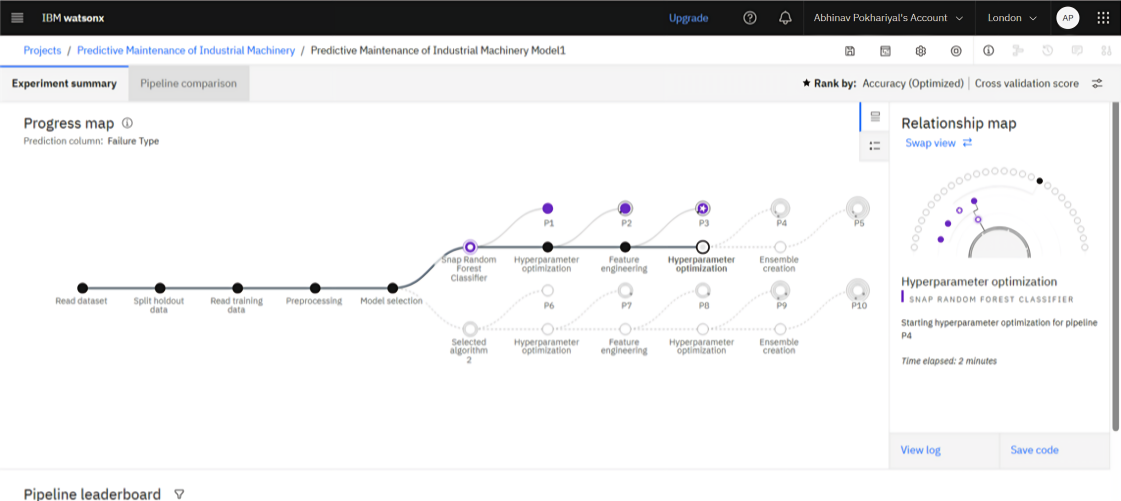 IBM watsonx
Upgrade
Abhinav Pokhariyal's Account
London
AP
Projects / Predictive Maintenance of Industrial Machinery / Predictive Maintenance of Industrial Machinery Model1
Experiment summary
Pipeline comparison
Rank by: Accuracy (Optimized) | Cross validation score
Progress map
Prediction column: Failure Type
P1
P2
P3
P4
P5
Snap Random
Forest
Classifier
Hyperparameter
optimization
Feature
engineering
Hyperparameter
optimization
Ensemble
creation
Read dataset
Split holdout
data
Read training
data
Preprocessing
Model selection
P6
P7
P8
P9
P10
Selected
algorithm
2
Hyperparameter
optimization
Feature
engineering
Hyperparameter
optimization
Ensemble
creation
Relationship map
Swap view
Hyperparameter optimization
SNAP RANDOM FOREST CLASSIFIER
Starting hyperparameter optimization for pipeline
P4
Time elapsed: 2 minutes
View log
Save code
Pipeline leaderboard